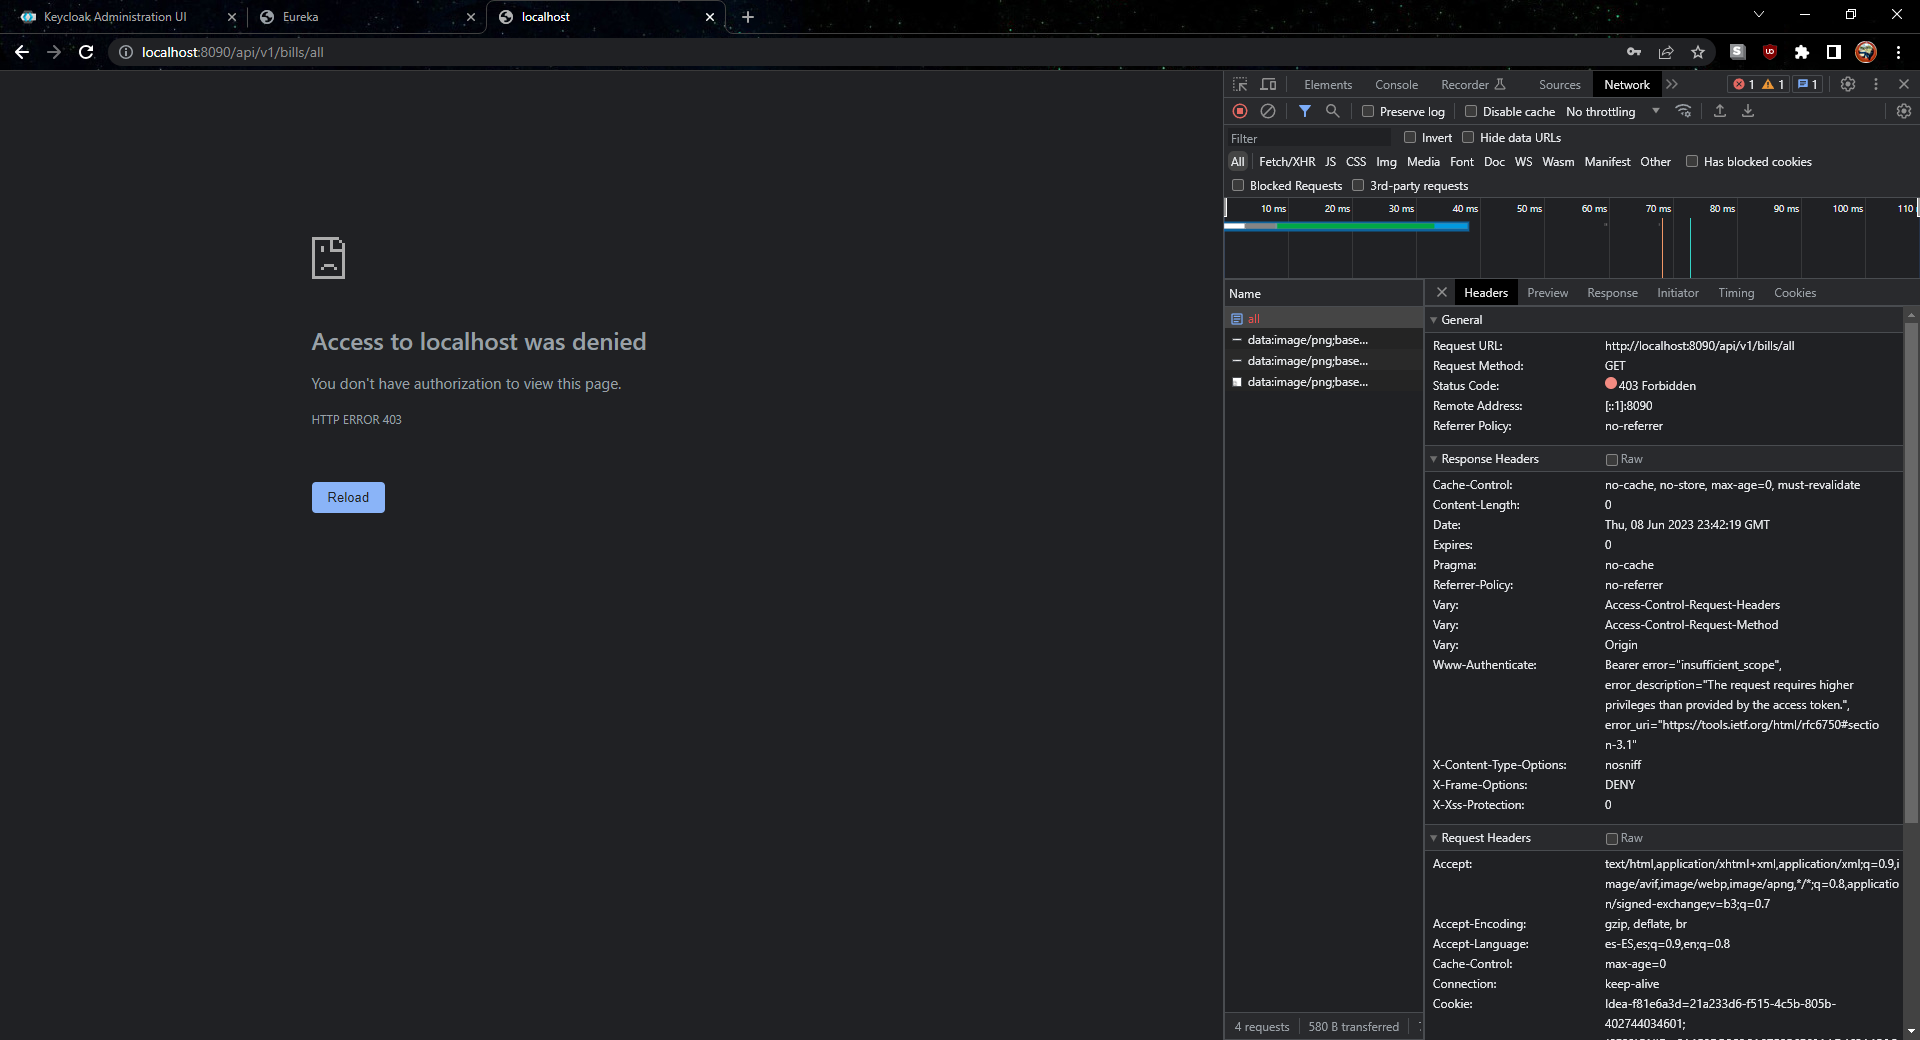 Keycloak Administration UI
Eureka
localhost
localhost:8090/api/v1/bills/all
Access to localhost was denied
You don't have authorization to view this page.
HTTP ERROR 403
Reload
Elements Console Recorder Sources Network 1 1 1
Preserve log Disable cache No throttling
Filter Invert Hide data URLs
All Fetch/XHR JS CSS Img Media Font Doc WS Wasm Manifest Other Has blocked cookies
Blocked Requests 3rd-party requests
10 ms 20 ms 30 ms 40 ms 50 ms 60 ms 70 ms 80 ms 90 ms 100 ms 110
Name
all
data:image/png;base...
data:image/png;base...
data:image/png;base...
4 requests 580 B transferred
Headers Preview Response Initiator Timing Cookies
General
Request URL: http://localhost:8090/api/v1/bills/all
Request Method: GET
Status Code: 403 Forbidden
Remote Address: [::1]:8090
Referrer Policy: no-referrer
Response Headers Raw
Cache-Control: no-cache, no-store, max-age=0, must-revalidate
Content-Length: 0
Date: Thu, 08 Jun 2023 23:42:19 GMT
Expires: 0
Pragma: no-cache
Referrer-Policy: no-referrer
Vary: Access-Control-Request-Headers
Vary: Access-Control-Request-Method
Vary: Origin
Www-Authenticate: Bearer error="insufficient_scope",
error_description="The request requires higher
privileges than provided by the access token.",
error_uri="https://tools.ietf.org/html/rfc6750#sectio
n-3.1"
X-Content-Type-Options: nosniff
X-Frame-Options: DENY
X-Xss-Protection: 0
Request Headers Raw
Accept: text/html,application/xhtml+xml,application/xml;q=0.9,i
mage/avif,image/webp,image/apng,*/*;q=0.8,applicatio
n/signed-exchange;v=b3;q=0.7
Accept-Encoding: gzip, deflate, br
Accept-Language: es-ES,es;q=0.9,en;q=0.8
Cache-Control: max-age=0
Connection: keep-alive
Cookie: Idea-f81e6a3d=21a233d6-f515-4c5b-805b-
402744034601;